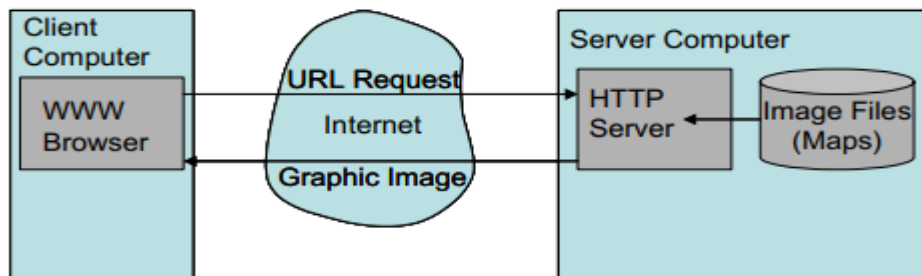 Client
Computer
WWW
Browser
URL Request
Internet
Graphic Image
Server Computer
HTTP
Server
Image Files
(Maps)